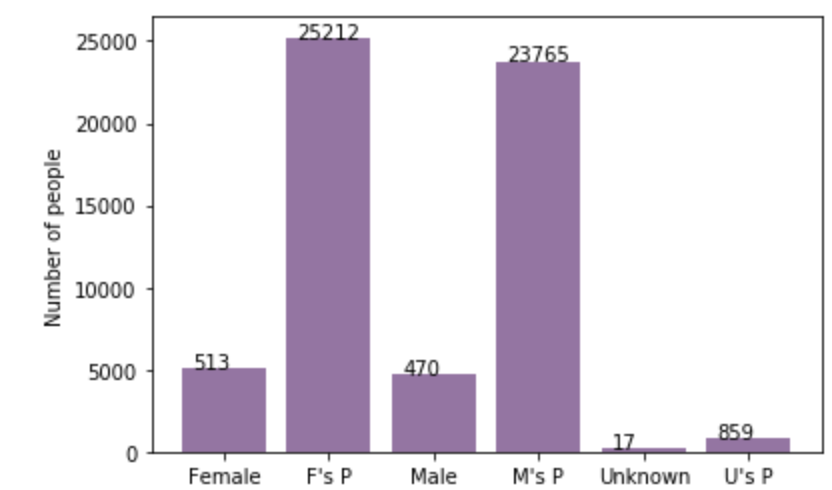 Number of people
25000
20000
15000
10000
5000
0
513
25212
470
23765
17
859
Female
F's P
Male
M's P
Unknown
U's P